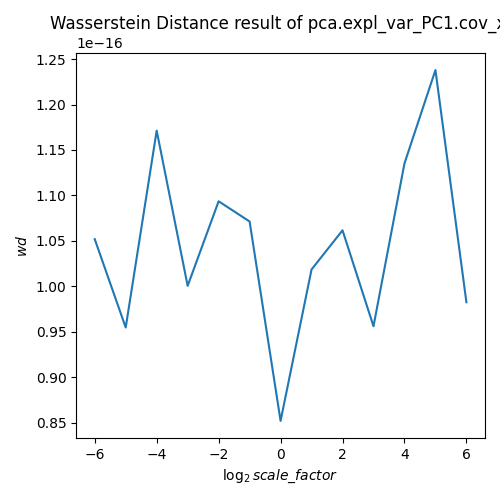 Wasserstein Distance result of pca.expl_var_PC1.cov_x
1e−16
1.25
1.20
1.15
1.10
1.05
1.00
0.95
0.90
0.85
wd
−6 −4 −2 0 2 4 6
log₂ scale_factor